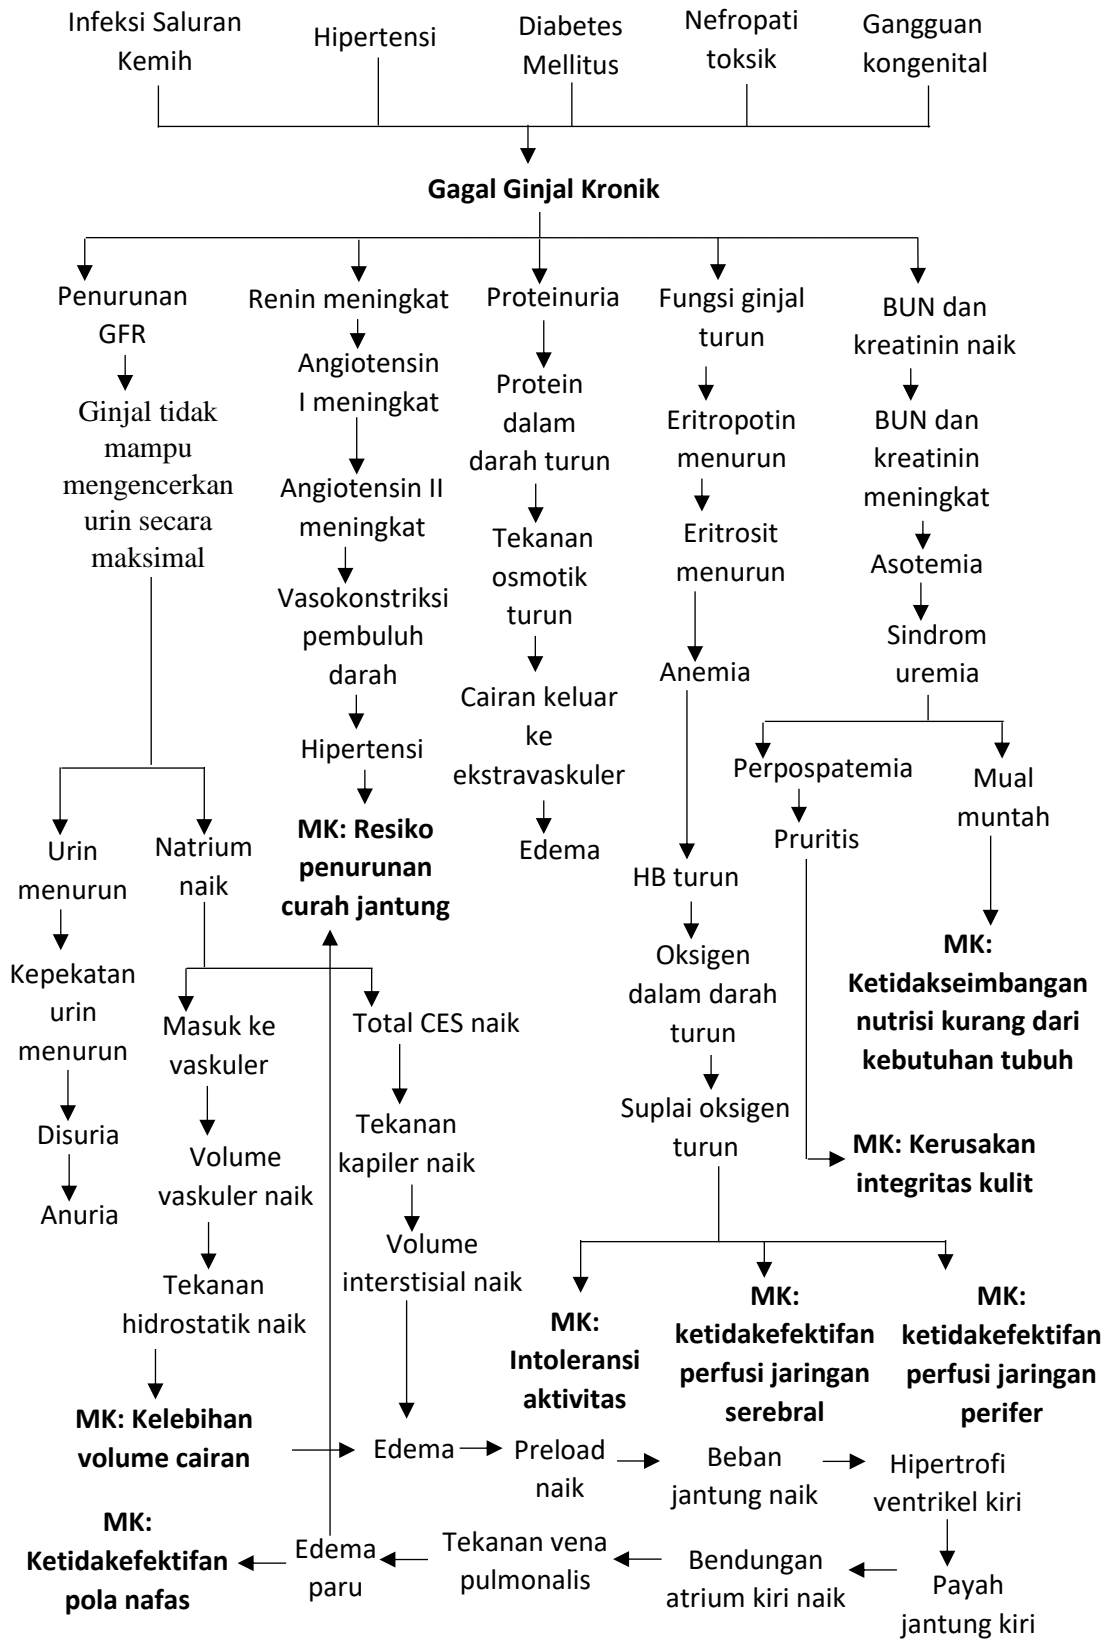 Infeksi Saluran
Kemih
Hipertensi
Diabetes
Mellitus
Nefropati
toksik
Gangguan
kongenital
Gagal Ginjal Kronik
Penurunan
GFR
Ginjal tidak
mampu
mengencerkan
urin secara
maksimal
Urin
menurun
Kepekatan
urin
menurun
Disuria
Anuria
Natrium
naik
Masuk ke
vaskuler
Volume
vaskuler naik
Tekanan
hidrostatik naik
MK: Kelebihan
volume cairan
Total CES naik
Tekanan
kapiler naik
Volume
interstisial naik
Renin meningkat
Angiotensin
I meningkat
Angiotensin II
meningkat
Vasokonstriksi
pembuluh
darah
Hipertensi
MK: Resiko
penurunan
curah jantung
Proteinuria
Protein
dalam
darah turun
Tekanan
osmotik
turun
Cairan keluar
ke
ekstravaskuler
Edema
Fungsi ginjal
turun
Eritropotin
menurun
Eritrosit
menurun
Anemia
HB turun
Oksigen
dalam darah
turun
Suplai oksigen
turun
MK:
Intoleransi
aktivitas
MK:
ketidakefektifan
perfusi jaringan
serebral
MK:
ketidakefektifan
perfusi jaringan
perifer
BUN dan
kreatinin naik
BUN dan
kreatinin
meningkat
Asotemia
Sindrom
uremia
Perpospatemia
Pruritis
MK: Kerusakan
integritas kulit
Mual
muntah
MK:
Ketidakseimbangan
nutrisi kurang dari
kebutuhan tubuh
Edema
Preload
naik
Beban
jantung naik
Hipertrofi
ventrikel kiri
Payah
jantung kiri
Bendungan
atrium kiri naik
Tekanan vena
pulmonalis
Edema
paru
MK:
Ketidakefektifan
pola nafas